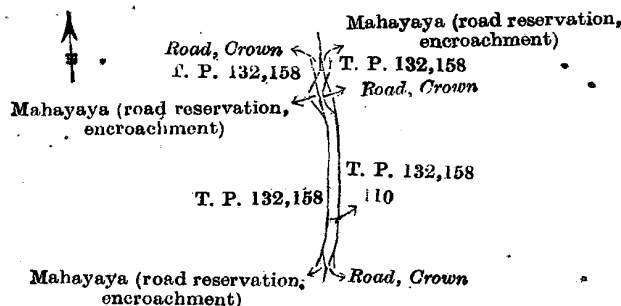 Mahayaya (road reservation,
encroachment)
Road, Crown
T. P. 132,158
T. P. 132,158
Road, Crown
Mahayaya (road reservation,
encroachment)
T. P. 132,158
T. P. 132,158
110
Mahayaya (road reservation,
encroachment)
Road, Crown